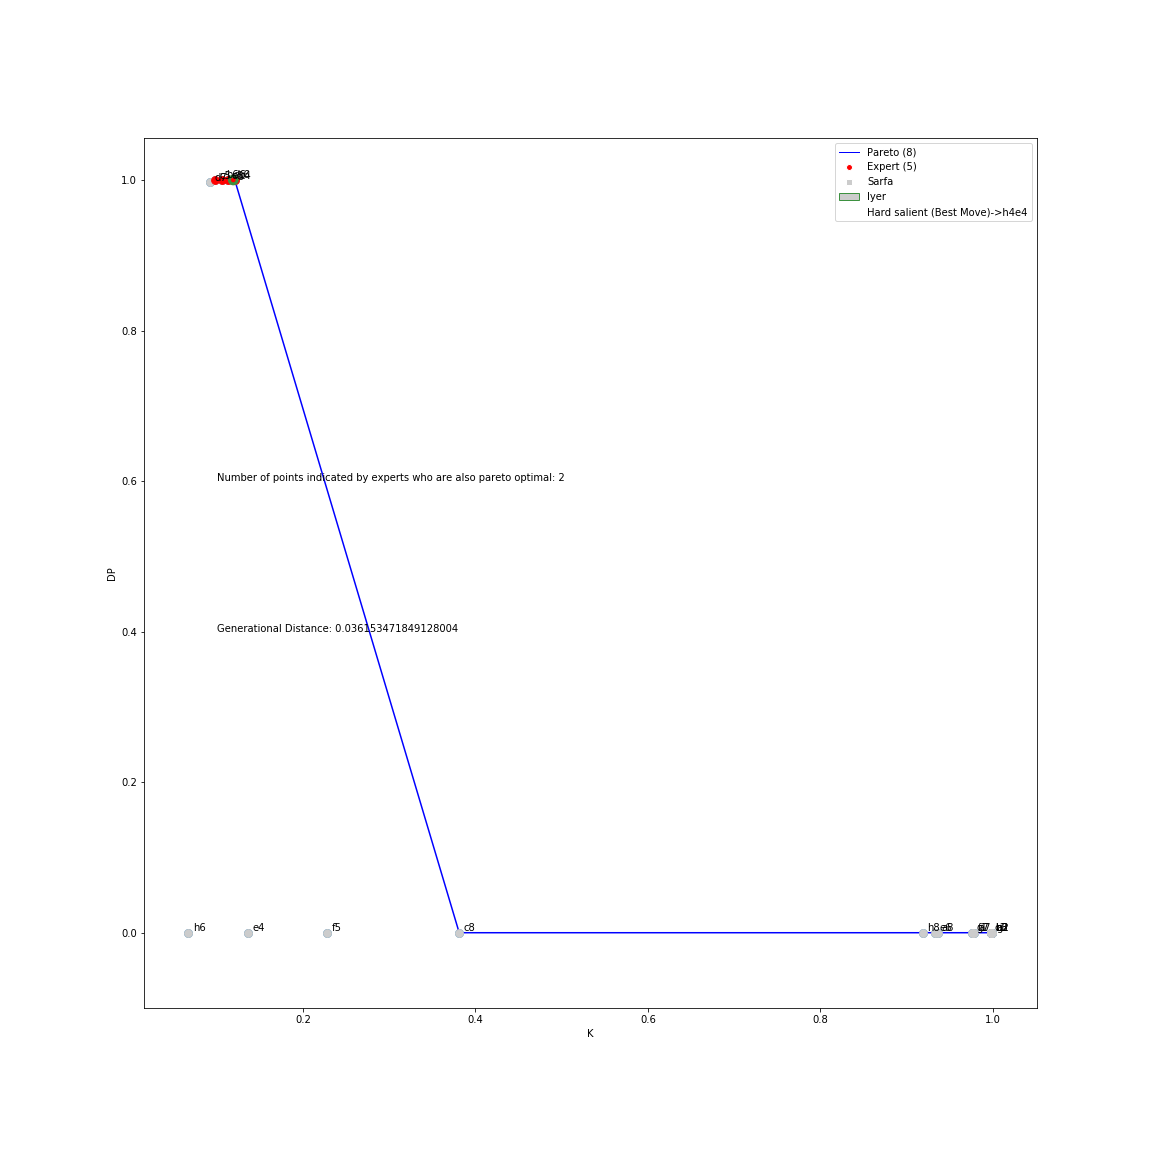 Pareto (8)
Expert (5)
Sarfa
Iyer
Hard salient (Best Move)->h4e4
1.0
0.8
Number of points indicated by experts who are also pareto optimal: 2
0.6
DP
Generational Distance: 0.036153471849128004
0.4
0.2
h6
e4
f5
c8
0.0
0.2
0.4
0.6
0.8
1.0
K